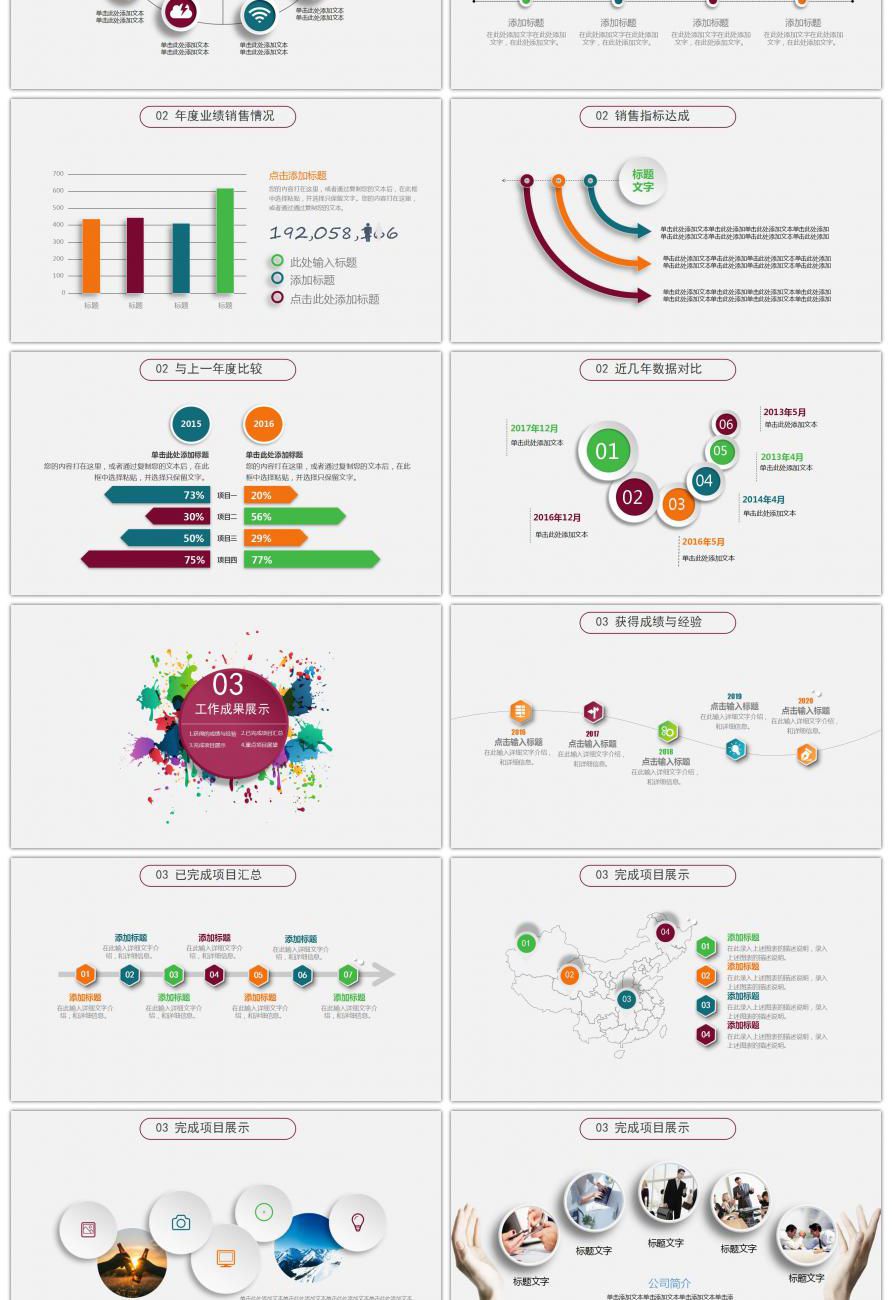 单击此处添加文本
单击此处添加文本
单击此处添加文本
单击此处添加文本
单击此处添加文本
单击此处添加文本
单击此处添加文本
单击此处添加文本
添加标题
在此处添加文字在此处添加
文字，在此处添加文字。
添加标题
在此处添加文字在此处添加
文字，在此处添加文字。
添加标题
在此处添加文字在此处添加
文字，在此处添加文字。
添加标题
在此处添加文字在此处添加
文字，在此处添加文字。
02 年度业绩销售情况
700
600
500
400
300
200
100
0
标题
标题
标题
标题
点击添加标题
您的内容打在这里，或者通过复制您的文本后，在此框
中选择粘贴，并选择只保留文字。您的内容打在这里，
或者通过通过复制您的文本。
此处输入标题
添加标题
点击此处添加标题
02 销售指标达成
标题
文字
单击此处添加文本单击此处添加单击此处添加文本单击此处添加
单击此处添加文本单击此处添加单击此处添加文本单击此处添加
单击此处添加文本单击此处添加单击此处添加文本单击此处添加
单击此处添加文本单击此处添加单击此处添加文本单击此处添加
单击此处添加文本单击此处添加单击此处添加文本单击此处添加
单击此处添加文本单击此处添加单击此处添加文本单击此处添加
02 与上一年度比较
2015
2016
单击此处添加标题
您的内容打在这里，或者通过复制您的文本后，在此
框中选择粘贴，并选择只保留文字。
单击此处添加标题
您的内容打在这里，或者通过复制您的文本后，在此
框中选择粘贴，并选择只保留文字。
73% 项目一 20%
30% 项目二 56%
50% 项目三 29%
75% 项目四 77%
02 近几年数据对比
01
02
03
04
05
06
2017年12月
单击此处添加文本
2016年12月
单击此处添加文本
2016年5月
单击此处添加文本
2014年4月
单击此处添加文本
2013年4月
单击此处添加文本
2013年5月
单击此处添加文本
03
工作成果展示
1.获得的成绩与经验 2.已完成项目汇总
3.完成项目展示 4.重点项目展望
03 获得成绩与经验
2016
点击输入标题
在此输入详细文字介绍，
和详细信息。
2017
点击输入标题
在此输入详细文字介绍，
和详细信息。
2018
点击输入标题
在此输入详细文字介绍，
和详细信息。
2019
点击输入标题
在此输入详细文字介绍，
和详细信息。
2020
点击输入标题
在此输入详细文字介绍，
和详细信息。
03 已完成项目汇总
添加标题
在此输入详细文字介
绍，和详细信息。
添加标题
在此输入详细文字介
绍，和详细信息。
添加标题
在此输入详细文字介
绍，和详细信息。
01 02 03 04 05 06 07
添加标题
在此输入详细文字介
绍，和详细信息。
添加标题
在此输入详细文字介
绍，和详细信息。
添加标题
在此输入详细文字介
绍，和详细信息。
添加标题
在此输入详细文字介
绍，和详细信息。
03 完成项目展示
01
02
03
04
01
添加标题
在此录入上述图表的描述说明，录入
上述图表的描述说明。
02
添加标题
在此录入上述图表的描述说明，录入
上述图表的描述说明。
03
添加标题
在此录入上述图表的描述说明，录入
上述图表的描述说明。
04
添加标题
在此录入上述图表的描述说明，录入
上述图表的描述说明。
03 完成项目展示
03 完成项目展示
标题文字
标题文字
标题文字
标题文字
标题文字
公司简介
单击添加文本单击添加文本单击添加文本单击添